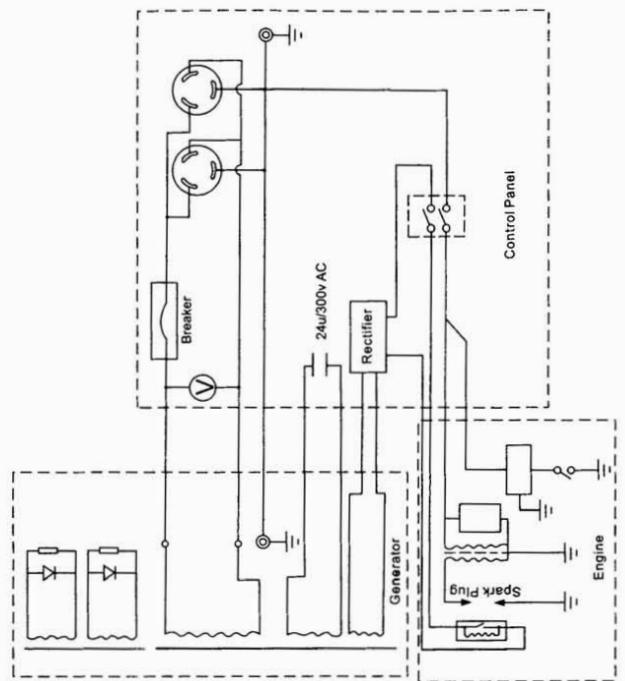 Breaker
V
24u/300v AC
Rectifier
Control Panel
Generator
Spark Plug
Engine